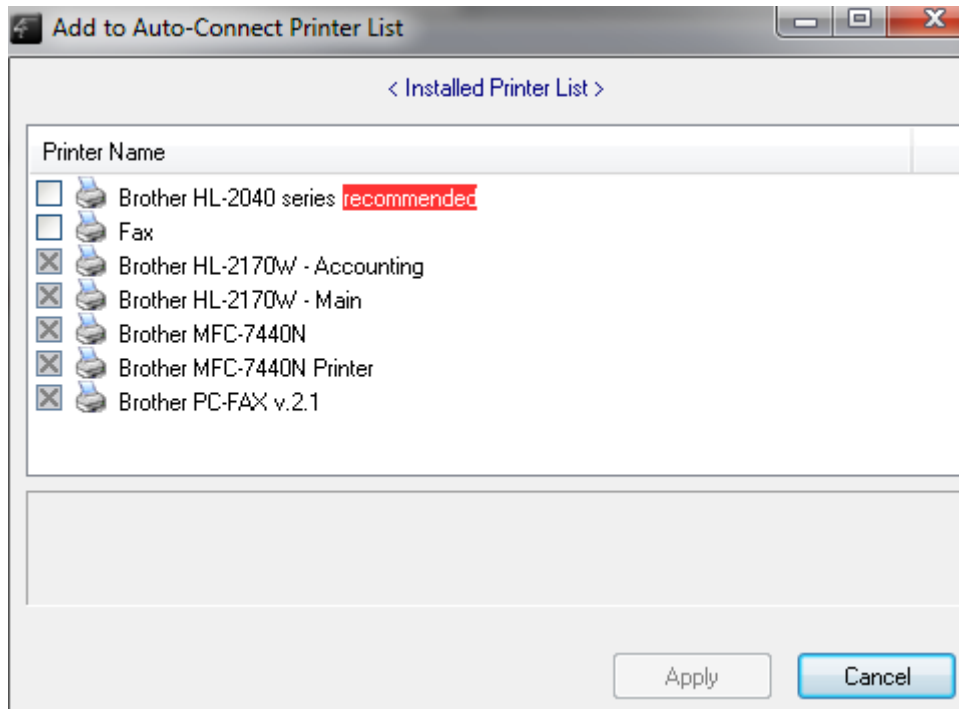 Add to Auto-Connect Printer List
< Installed Printer List >
Printer Name
Brother HL-2040 series recommended
Fax
Brother HL-2170W - Accounting
Brother HL-2170W - Main
Brother MFC-7440N
Brother MFC-7440N Printer
Brother PC-FAX v.2.1
Apply Cancel